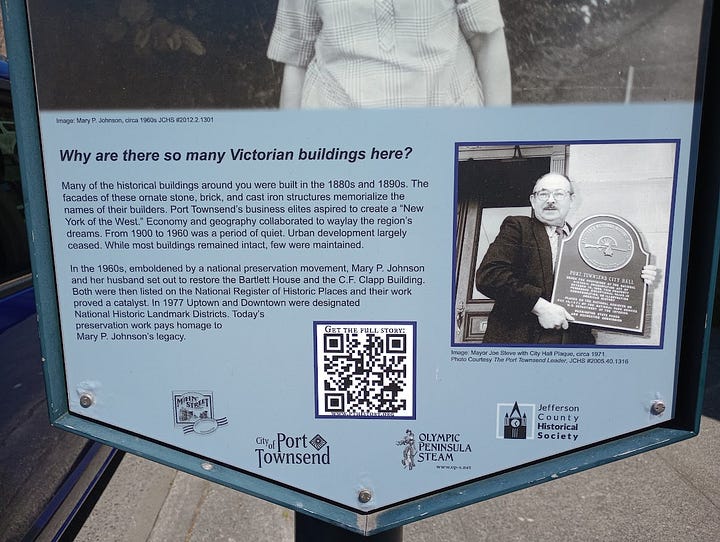 Image: Mary P. Johnson, circa 1960s JCHS #2012.2.1301
Why are there so many Victorian buildings here?
Many of the historical buildings around you were built in the 1880s and 1890s. The
facades of these ornate stone, brick, and cast iron structures memorialize the
names of their builders. Port Townsend's business elites aspired to create a "New
York of the West." Economy and geography collaborated to waylay the region's
dreams. From 1900 to 1960 was a period of quiet. Urban development largely
ceased. While most buildings remained intact, few were maintained.
In the 1960s, emboldened by a national preservation movement, Mary P. Johnson
and her husband set out to restore the Bartlett House and the C.F. Clapp Building.
Both were then listed on the National Register of Historic Places and their work
proved a catalyst. In 1977 Uptown and Downtown were designated
National Historic Landmark Districts. Today's
preservation work pays homage to
Mary P. Johnson's legacy.
PORT TOWNSEND CITY HALL
Image: Mayor Joe Steve with City Hall Plaque, circa 1971.
Photo Courtesy The Port Townsend Leader, JCHS #2005.40.1316
GET THE FULL STORY:
MAIN STREET
City of Port
Townsend
OLYMPIC
PENINSULA
STEAM
www.op-s.net
Jefferson
County
Historical
Society